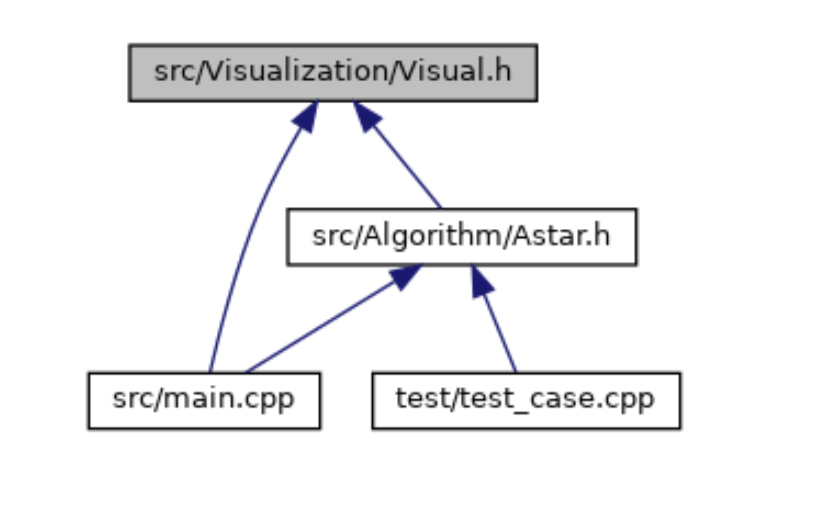 src/Visualization/Visual.h
src/Algorithm/Astar.h
src/main.cpp
test/test_case.cpp